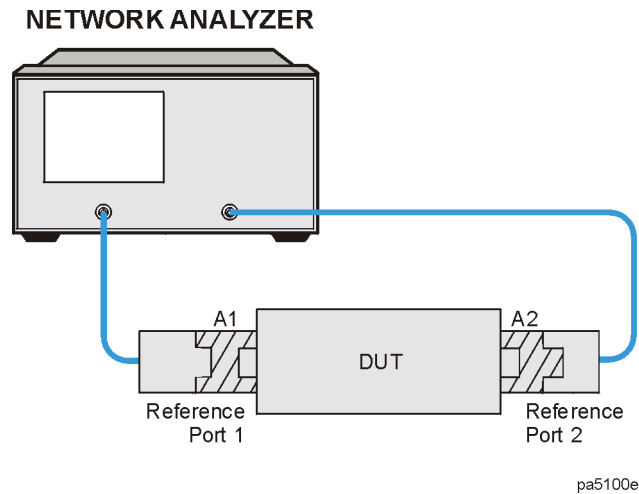 NETWORK ANALYZER
A1
A2
DUT
Reference
Port 1
Reference
Port 2
pa5100e